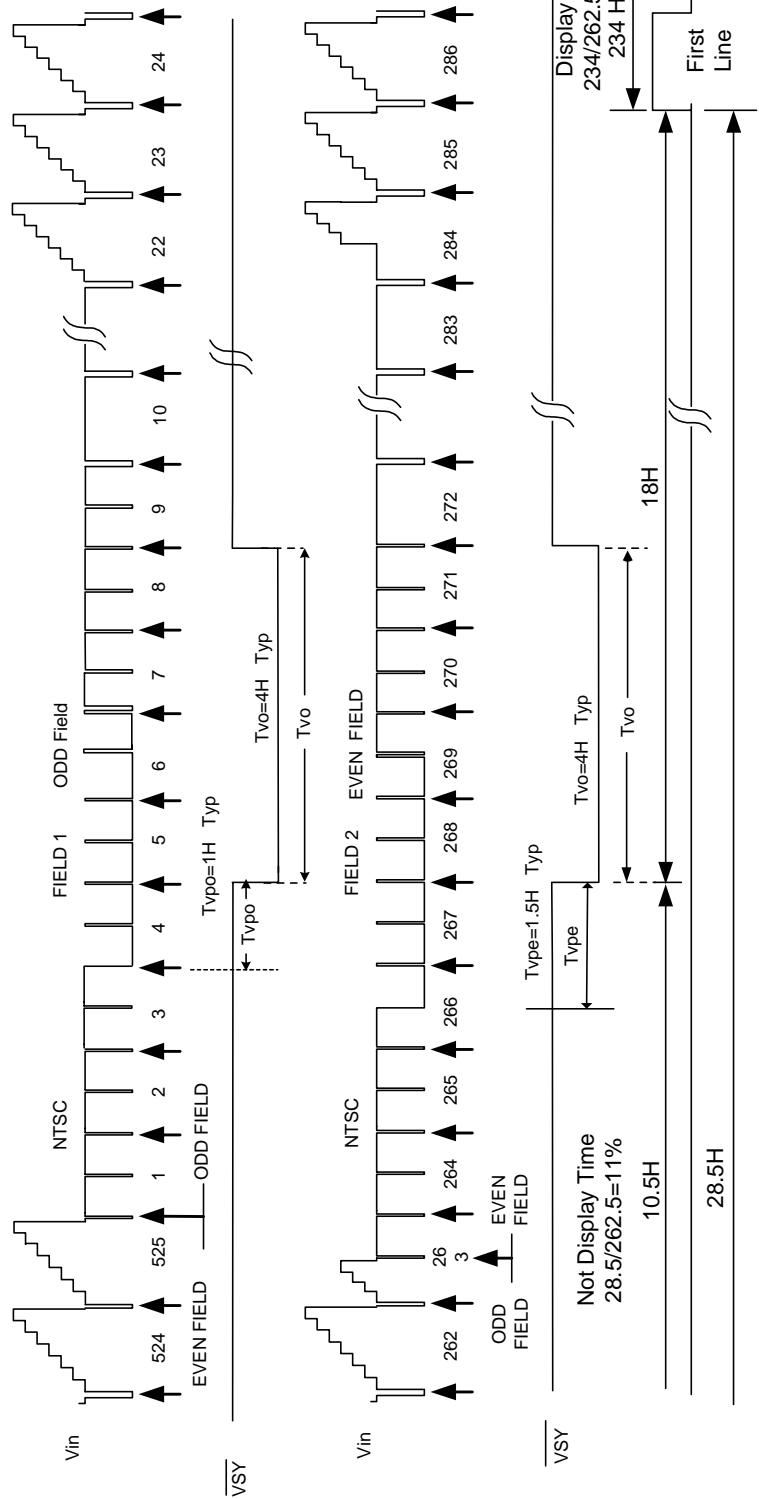 Vin
524
525
1
2
3
4
5
6
7
8
9
10
22
23
24
NTSC
FIELD 1
ODD Field
EVEN FIELD
ODD FIELD
VSY
Tvpo=1H Typ
Tvpo
Tvo=4H Typ
Tvo
Vin
262
26
3
264
265
266
267
268
269
270
271
272
283
284
285
286
NTSC
FIELD 2
EVEN FIELD
ODD
FIELD
EVEN
FIELD
VSY
Tvpe=1.5H Typ
Tvpe
Tvo=4H Typ
Tvo
Not Display Time
28.5/262.5=11%
Display
234/262.5
234 H
10.5H
18H
First
Line
28.5H